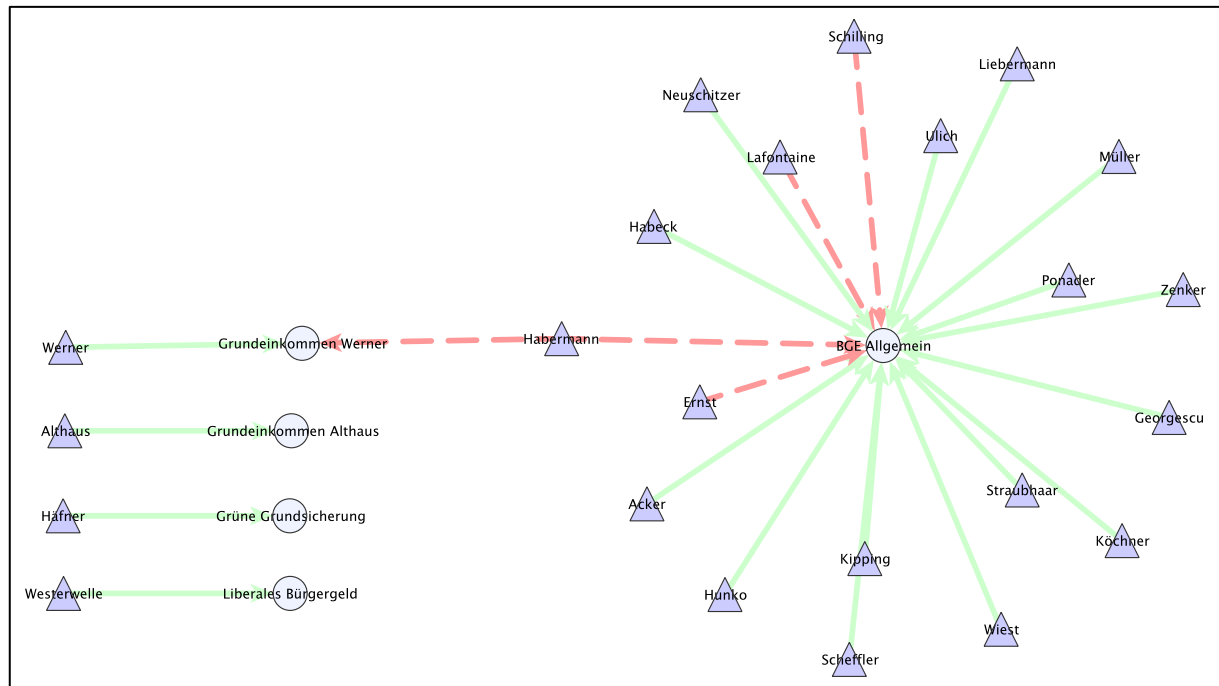 Schilling
Liebermann
Neuschitzer
Ulich
Lafontaine
Müller
Habeck
Ponader
Zenker
Werner
Grundeinkommen Werner
Habermann
BGE Allgemein
Ernst
Georgescu
Althaus
Grundeinkommen Althaus
Straubhaar
Acker
Häfner
Grüne Grundsicherung
Köchner
Kipping
Westerwelle
Liberales Bürgergeld
Hunko
Wiest
Scheffler